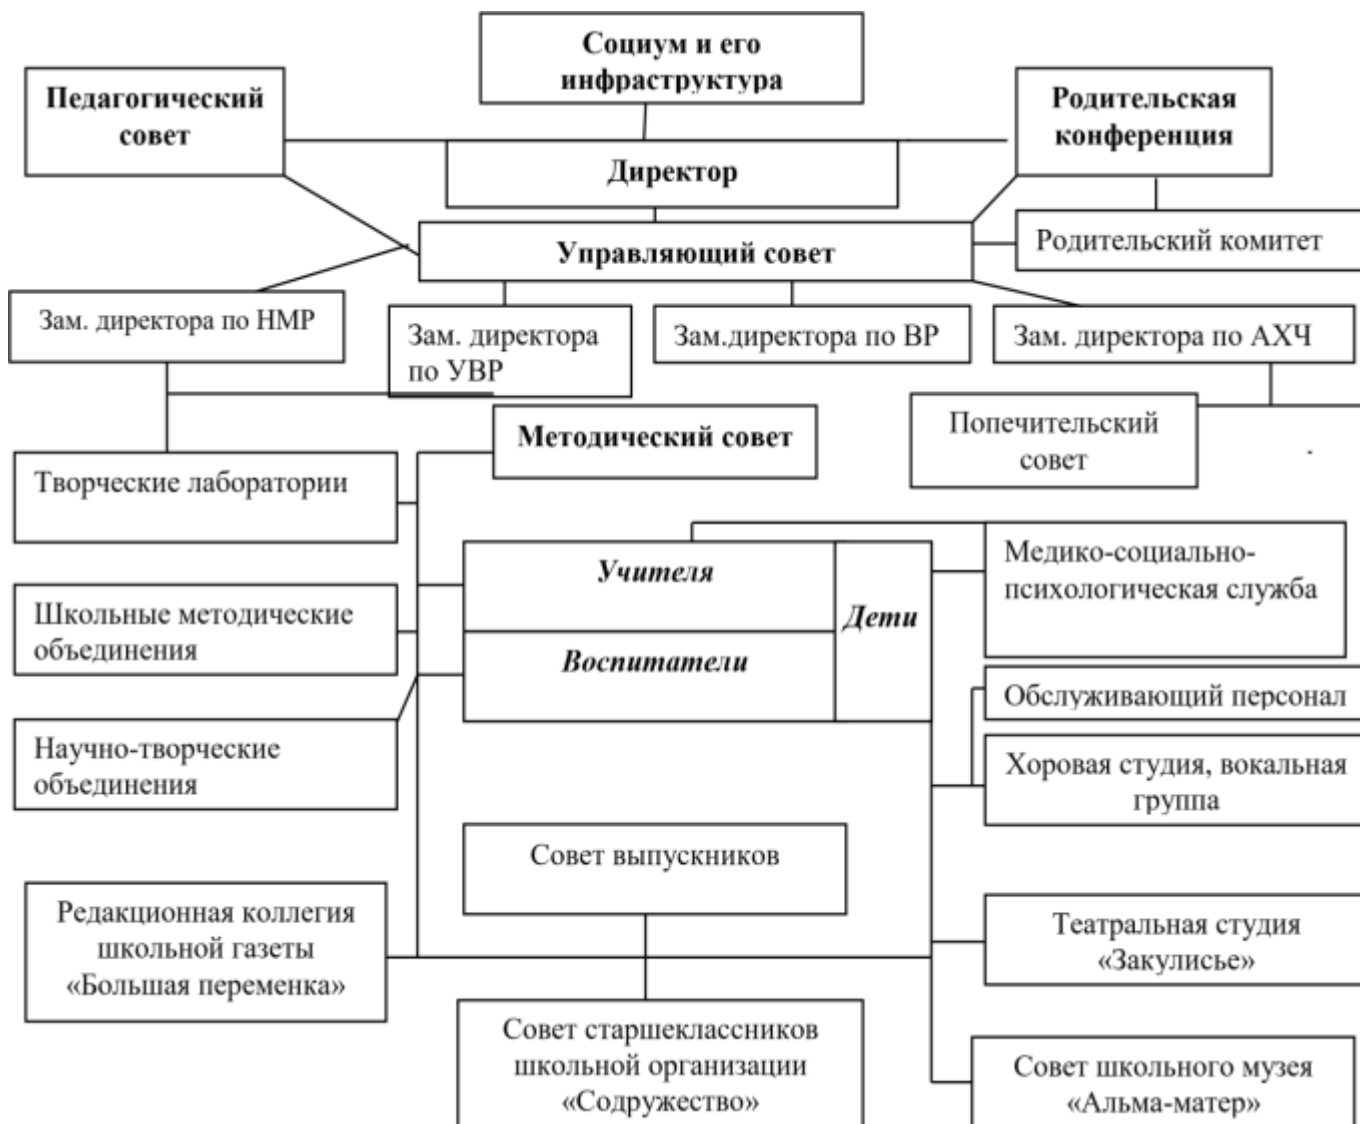 Социум и его
инфраструктура
Педагогический
совет
Родительская
конференция
Директор
Родительский комитет
Управляющий совет
Зам. директора по НМР
Зам. директора
по УВР
Зам.директора по ВР
Зам. директора по АХЧ
Методический совет
Попечительский
совет
Творческие лаборатории
Учителя
Дети
Воспитатели
Медико-социально-
психологическая служба
Школьные методические
объединения
Обслуживающий персонал
Научно-творческие
объединения
Хоровая студия, вокальная
группа
Совет выпускников
Редакционная коллегия
школьной газеты
«Большая переменка»
Театральная студия
«Закулисье»
Совет старшеклассников
школьной организации
«Содружество»
Совет школьного музея
«Альма-матер»